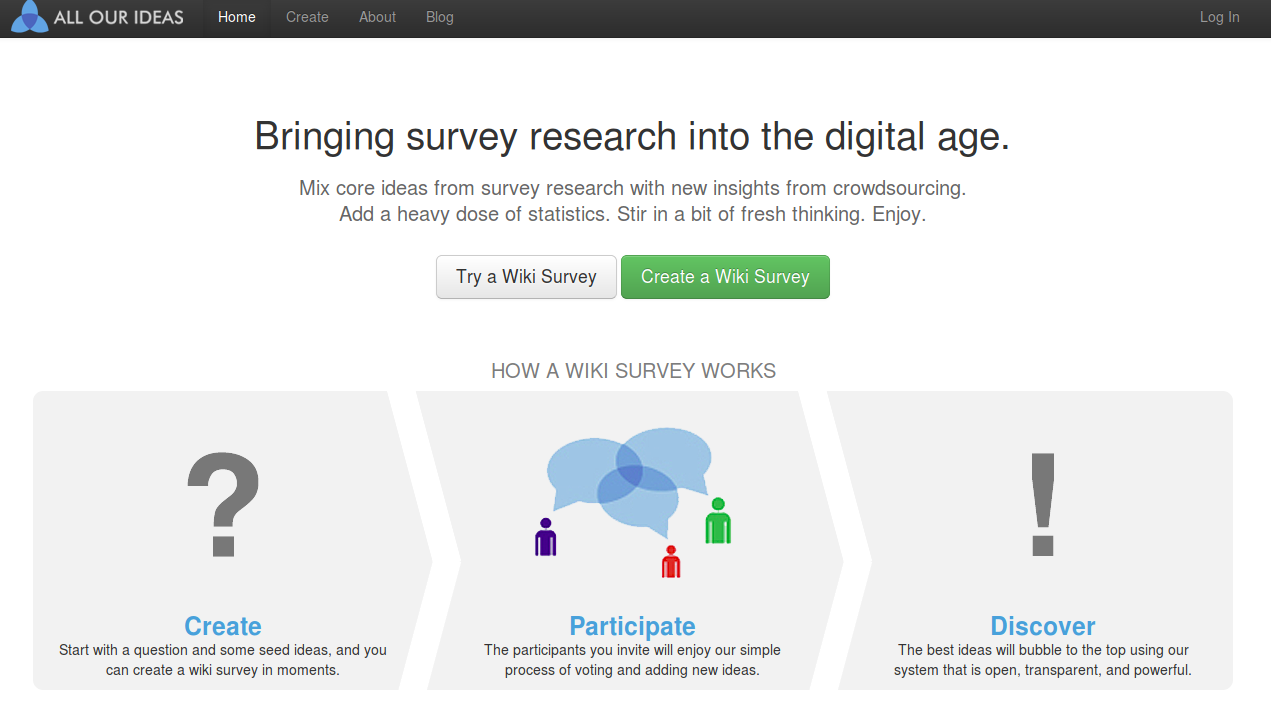 ALL OUR IDEAS Home Create About Blog Log In
Bringing survey research into the digital age.
Mix core ideas from survey research with new insights from crowdsourcing.
Add a heavy dose of statistics. Stir in a bit of fresh thinking. Enjoy.
Try a Wiki Survey Create a Wiki Survey
HOW A WIKI SURVEY WORKS
?
!
Create
Start with a question and some seed ideas, and you
can create a wiki survey in moments.
Participate
The participants you invite will enjoy our simple
process of voting and adding new ideas.
Discover
The best ideas will bubble to the top using our
system that is open, transparent, and powerful.